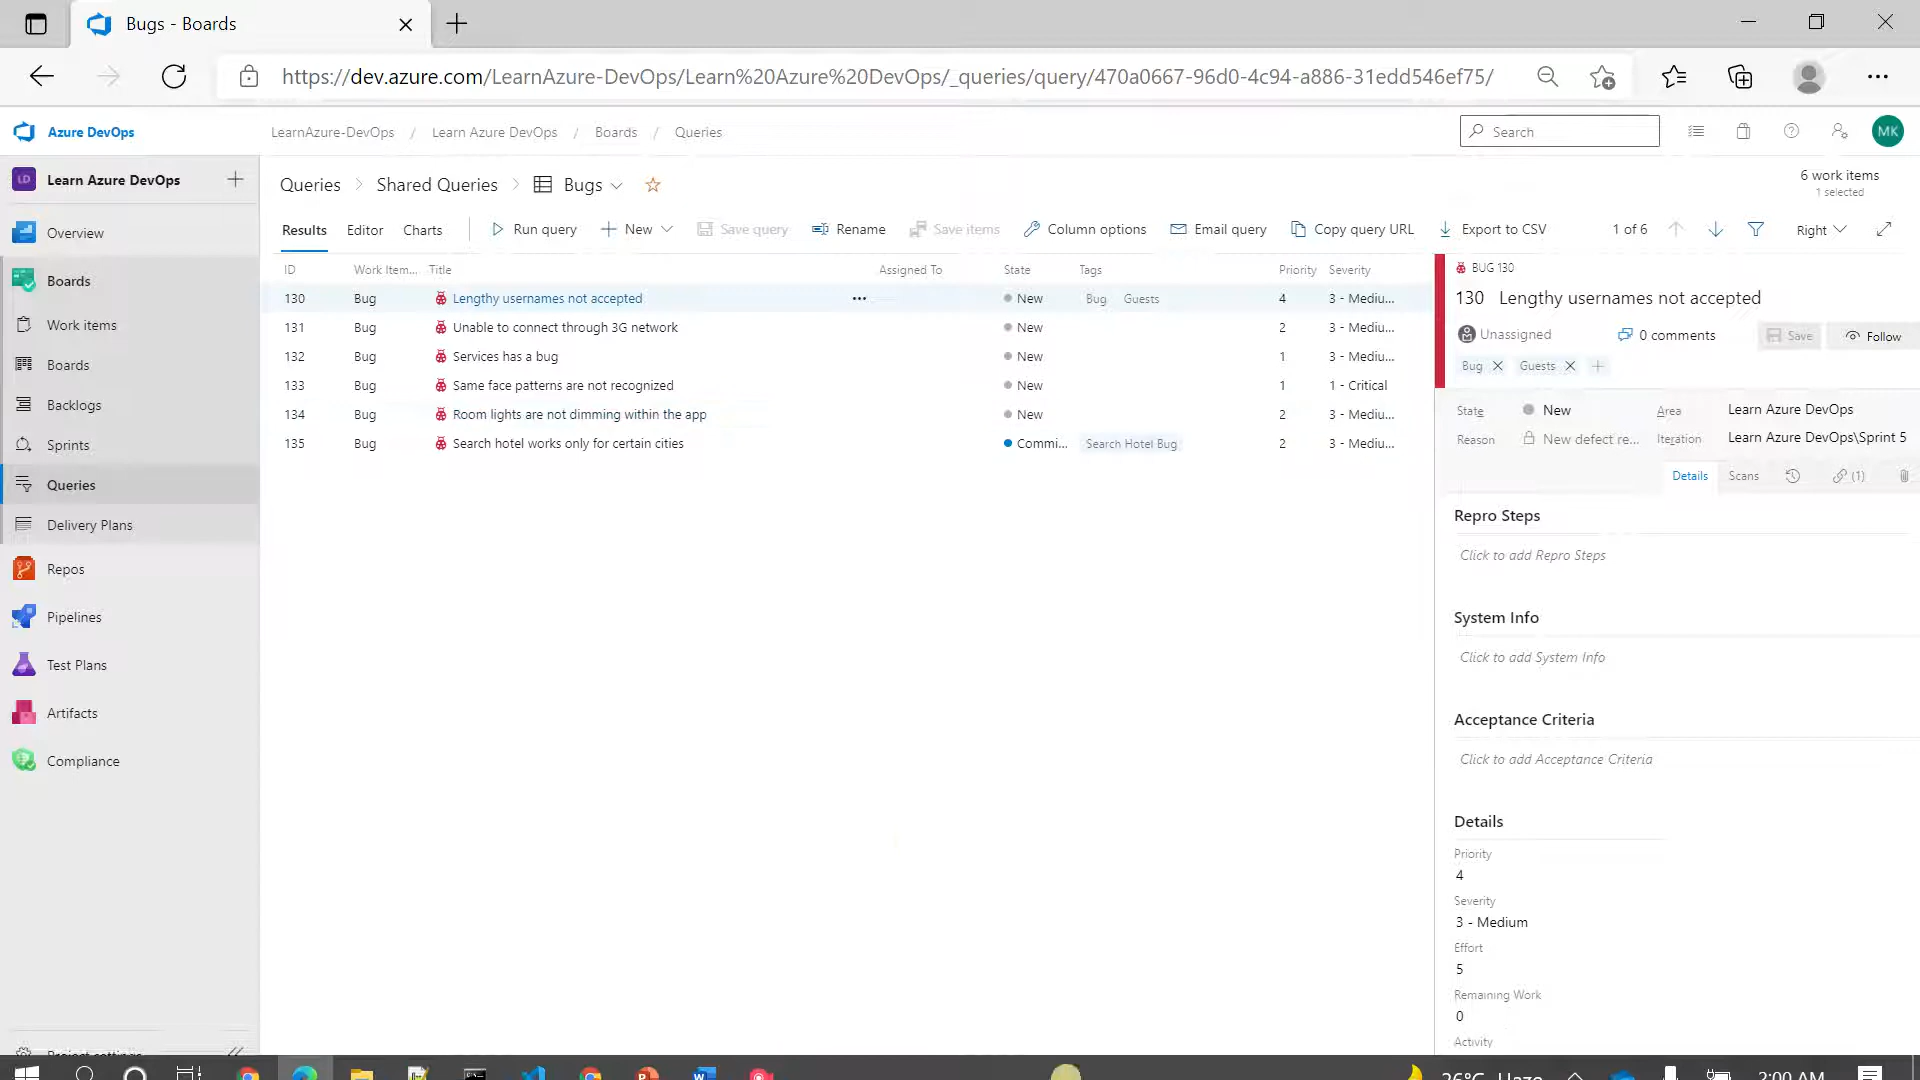 Bugs - Boards
https://dev.azure.com/LearnAzure-DevOps/Learn%20Azure%20DevOps/_queries/query/470a0667-96d0-4c94-a886-31edd546ef75/
Azure DevOps
LearnAzure-DevOps / Learn Azure DevOps / Boards / Queries
Search
MK
LD Learn Azure DevOps
Queries > Shared Queries > Bugs
6 work items
1 selected
Overview
Boards
Work items
Boards
Backlogs
Sprints
Queries
Delivery Plans
Repos
Pipelines
Test Plans
Artifacts
Compliance
Project settings
Results Editor Charts Run query New Save query Rename Save items Column options Email query Copy query URL Export to CSV 1 of 6 Right
ID Work Item... Title Assigned To State Tags Priority Severity
130 Bug Lengthy usernames not accepted ... New Bug Guests 4 3 - Mediu...
131 Bug Unable to connect through 3G network New 2 3 - Mediu...
132 Bug Services has a bug New 1 3 - Mediu...
133 Bug Same face patterns are not recognized New 1 1 - Critical
134 Bug Room lights are not dimming within the app New 2 3 - Mediu...
135 Bug Search hotel works only for certain cities Commi... Search Hotel Bug 2 3 - Mediu...
BUG 130
130 Lengthy usernames not accepted
Unassigned 0 comments Save Follow
Bug Guests
State New Area Learn Azure DevOps
Reason New defect re... Iteration Learn Azure DevOps\Sprint 5
Details Scans (1)
Repro Steps
Click to add Repro Steps
System Info
Click to add System Info
Acceptance Criteria
Click to add Acceptance Criteria
Details
Priority
4
Severity
3 - Medium
Effort
5
Remaining Work
0
Activity
26°C Haze 2:00 AM